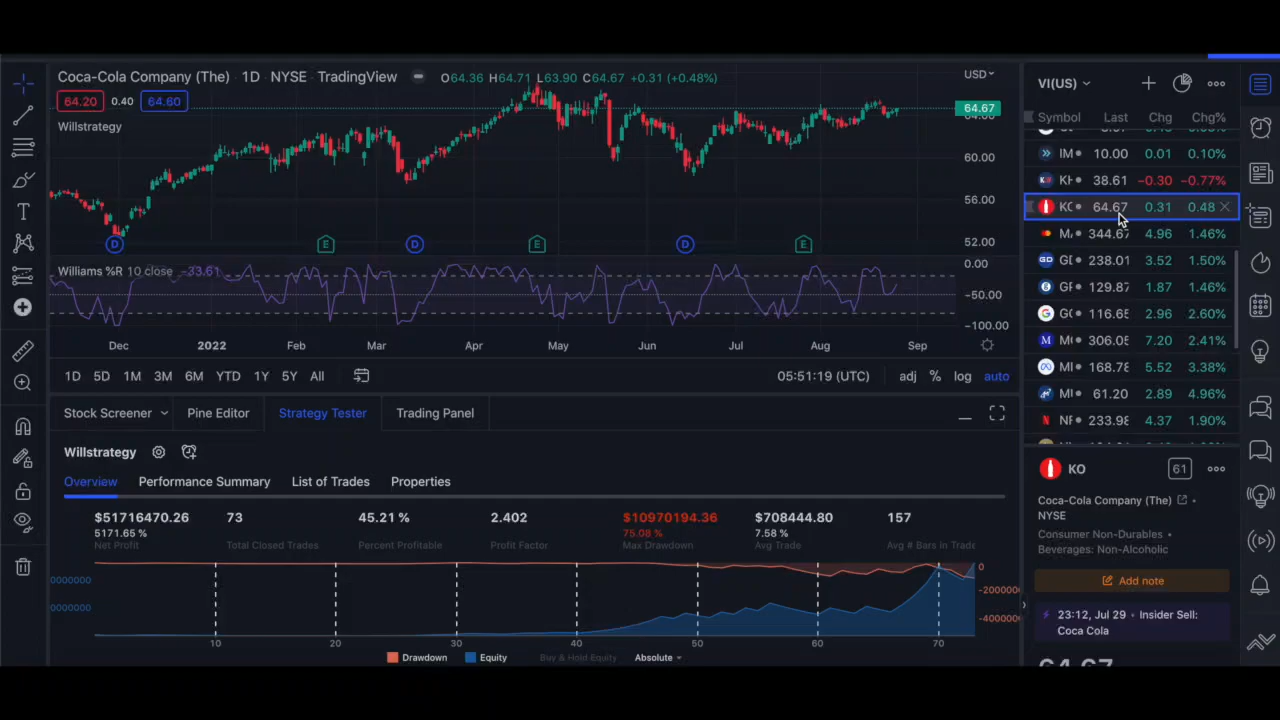 Coca-Cola Company (The) · 1D · NYSE · TradingView
O64.36 H64.71 L63.90 C64.67 +0.31 (+0.48%)
USD
64.20 0.40 64.60
64.67
Willstrategy
64.00
60.00
56.00
52.00
D E D E D E
Williams %R 10 close -33.61
0.00
-50.00
-100.00
Dec 2022 Feb Mar Apr May Jun Jul Aug Sep
1D 5D 1M 3M 6M YTD 1Y 5Y All
05:51:19 (UTC) adj % log auto
Stock Screener Pine Editor Strategy Tester Trading Panel
Willstrategy
Overview Performance Summary List of Trades Properties
$51716470.26 73 45.21 % 2.402 $10970194.36 $708444.80 157
5171.65 % 75.08 % 7.58 %
Net Profit Total Closed Trades Percent Profitable Profit Factor Max Drawdown Avg Trade Avg # Bars in Trade
0
10 20 30 40 50 60 70
Drawdown Equity Buy & Hold Equity Absolute
VI(US)
Symbol Last Chg Chg%
IM 10.00 0.01 0.10%
38.61 -0.30 -0.77%
64.67 0.31 0.48
344.67 4.96 1.46%
238.01 3.52 1.50%
129.87 1.87 1.46%
116.65 2.96 2.60%
306.05 7.20 2.41%
168.78 5.52 3.38%
61.20 2.89 4.96%
233.98 4.37 1.90%
KO 61
Coca-Cola Company (The) •
NYSE
Consumer Non-Durables •
Beverages: Non-Alcoholic
Add note
23:12, Jul 29 • Insider Sell:
Coca Cola
64.67